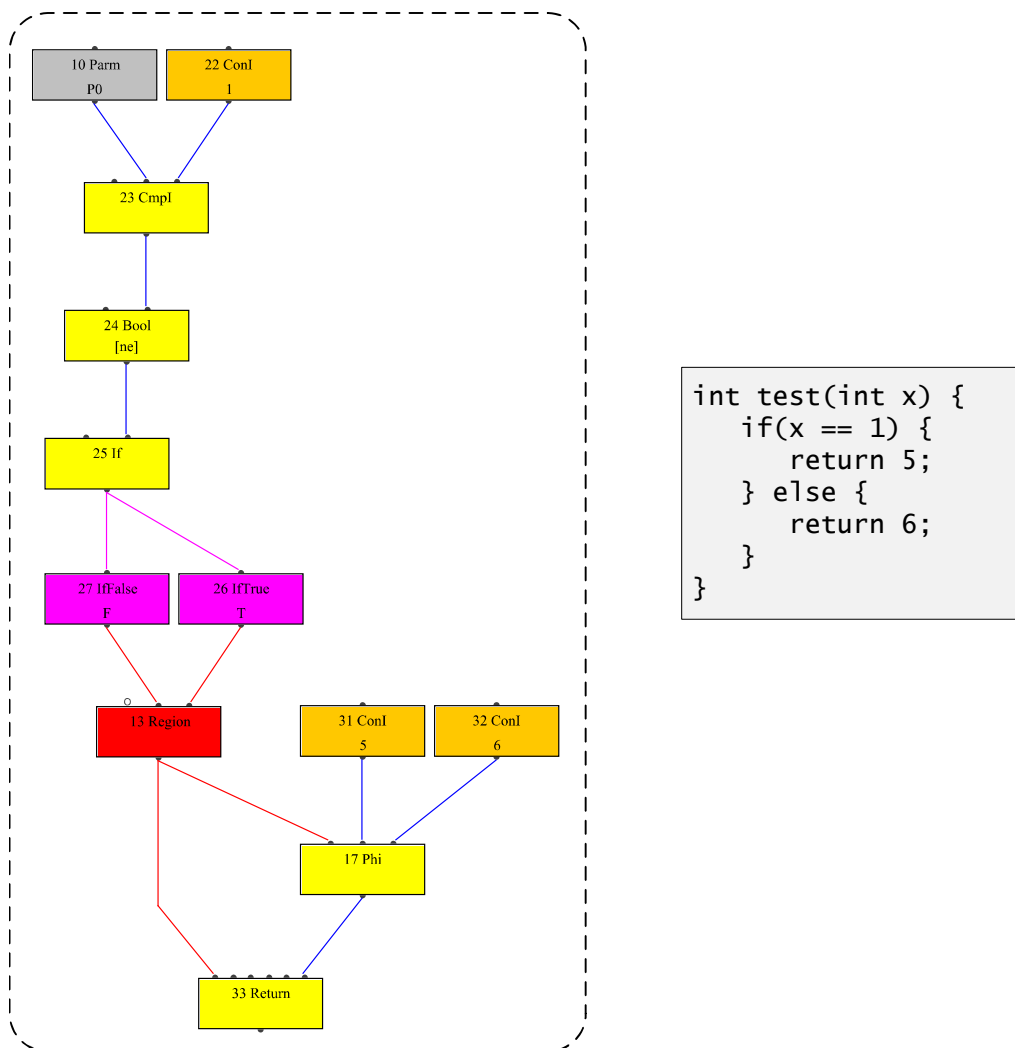 10 Parm
P0
22 ConI
1
23 CmpI
24 Bool
[ne]
25 If
27 IfFalse
F
26 IfTrue
T
13 Region
31 ConI
5
32 ConI
6
17 Phi
33 Return
int test(int x) {
   if(x == 1) {
      return 5;
   } else {
      return 6;
   }
}